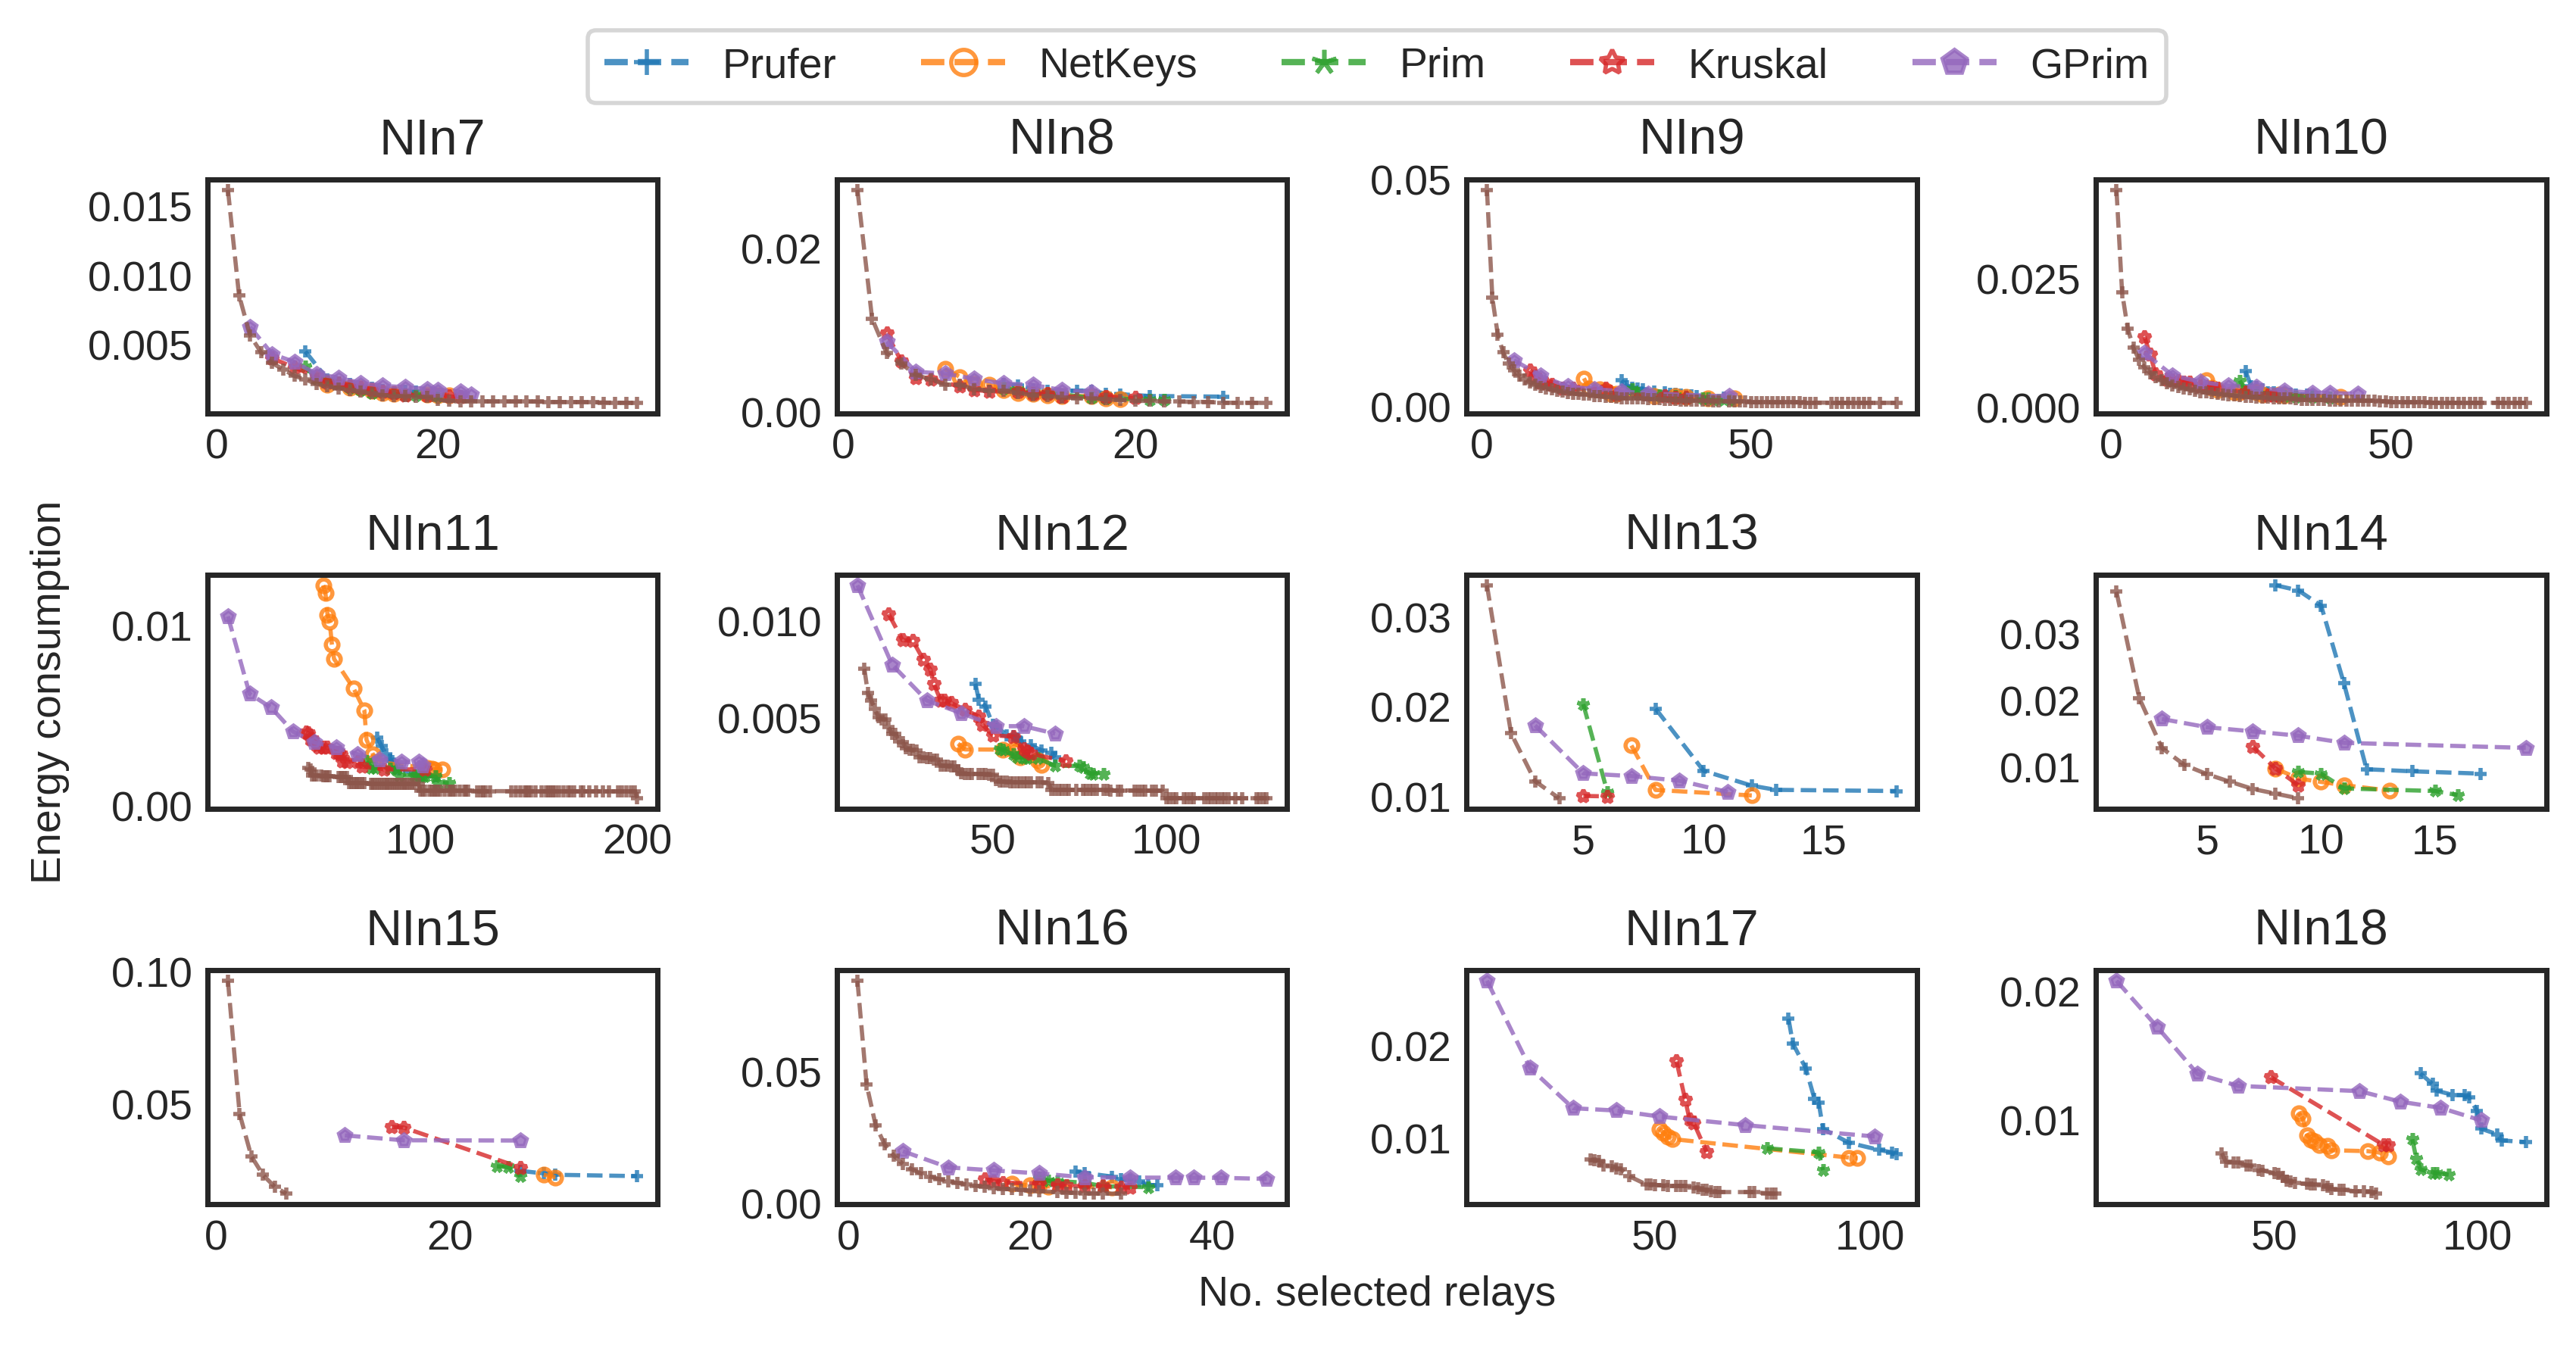 Prufer NetKeys Prim Kruskal GPrim
NIn7 NIn8 NIn9 NIn10
0.015 0.010 0.005
0 20
0.02 0.00
0 20
0.05 0.00
0 50
0.025 0.000
0 50
Energy consumption
NIn11 NIn12 NIn13 NIn14
0.01 0.00
100 200
0.010 0.005
50 100
0.03 0.02 0.01
5 10 15
0.03 0.02 0.01
5 10 15
NIn15 NIn16 NIn17 NIn18
0.10 0.05
0 20
0.05 0.00
0 20 40
0.02 0.01
50 100
0.02 0.01
50 100
No. selected relays